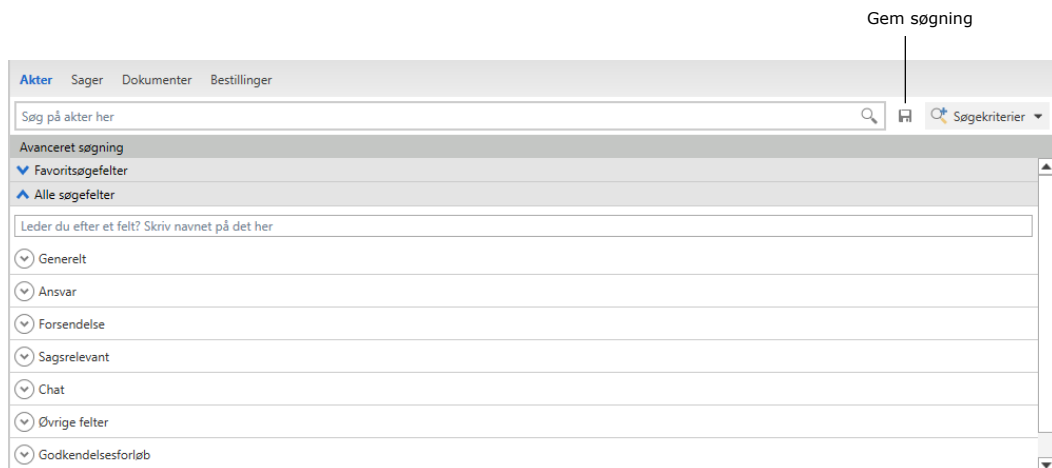 Gem søgning
Akter Sager Dokumenter Bestillinger
Søg på akter her
Søgekriterier
Avanceret søgning
Favoritsøgefelter
Alle søgefelter
Leder du efter et felt? Skriv navnet på det her
Generelt
Ansvar
Forsendelse
Sagsrelevant
Chat
Øvrige felter
Godkendelsesforløb